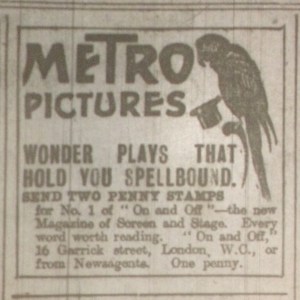 METRO
PICTURES
WONDER PLAYS THAT
HOLD YOU SPELLBOUND.
SEND TWO PENNY STAMPS
for No. 1 of "On and Off"—the new
Magazine of Screen and Stage. Every
word worth reading. "On and Off,"
16 Garrick street, London, W.C., or
from Newsagents. One penny.